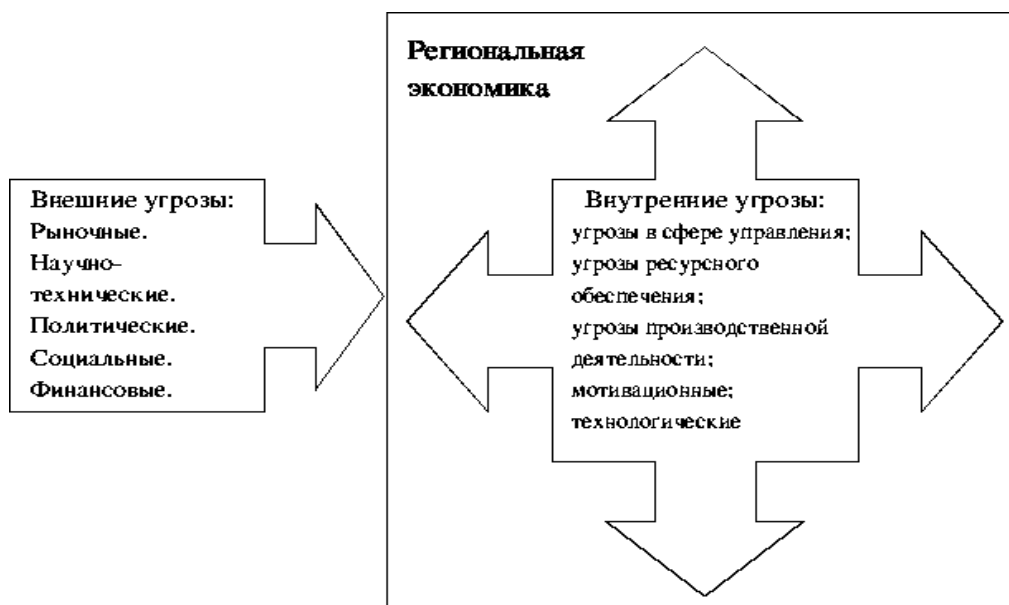 Региональная
экономика
Внешние угрозы:
Рыночные.
Научно-
технические.
Политические.
Социальные.
Финансовые.
Внутренние угрозы:
угрозы в сфере управления;
угрозы ресурсного
обеспечения;
угрозы производственной
деятельности;
мотивационные;
технологические